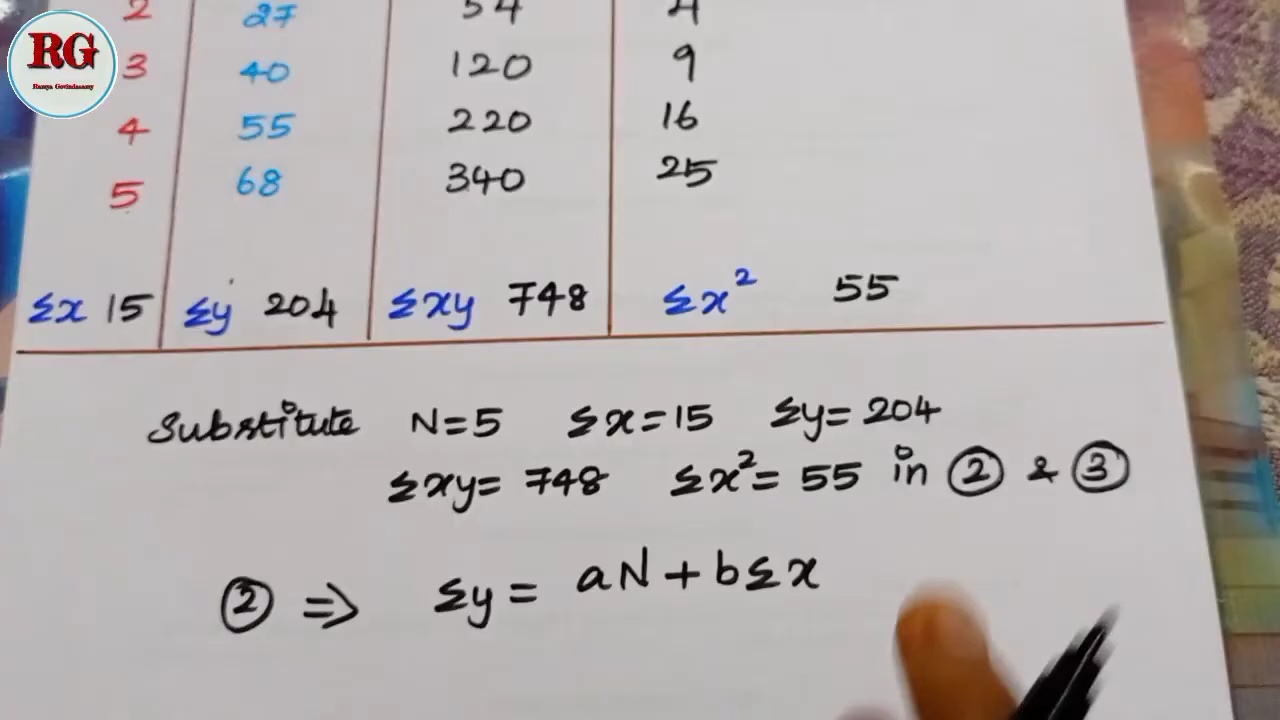 RG
Ramya Govindasamy
2 27 54 4
3 40 120 9
4 55 220 16
5 68 340 25
Σx 15 Σy 204 Σxy 748 Σx² 55
Substitute N=5 Σx=15 Σy=204
Σxy= 748 Σx²= 55 in ② & ③
② ⇒ Σy = aN + bΣx